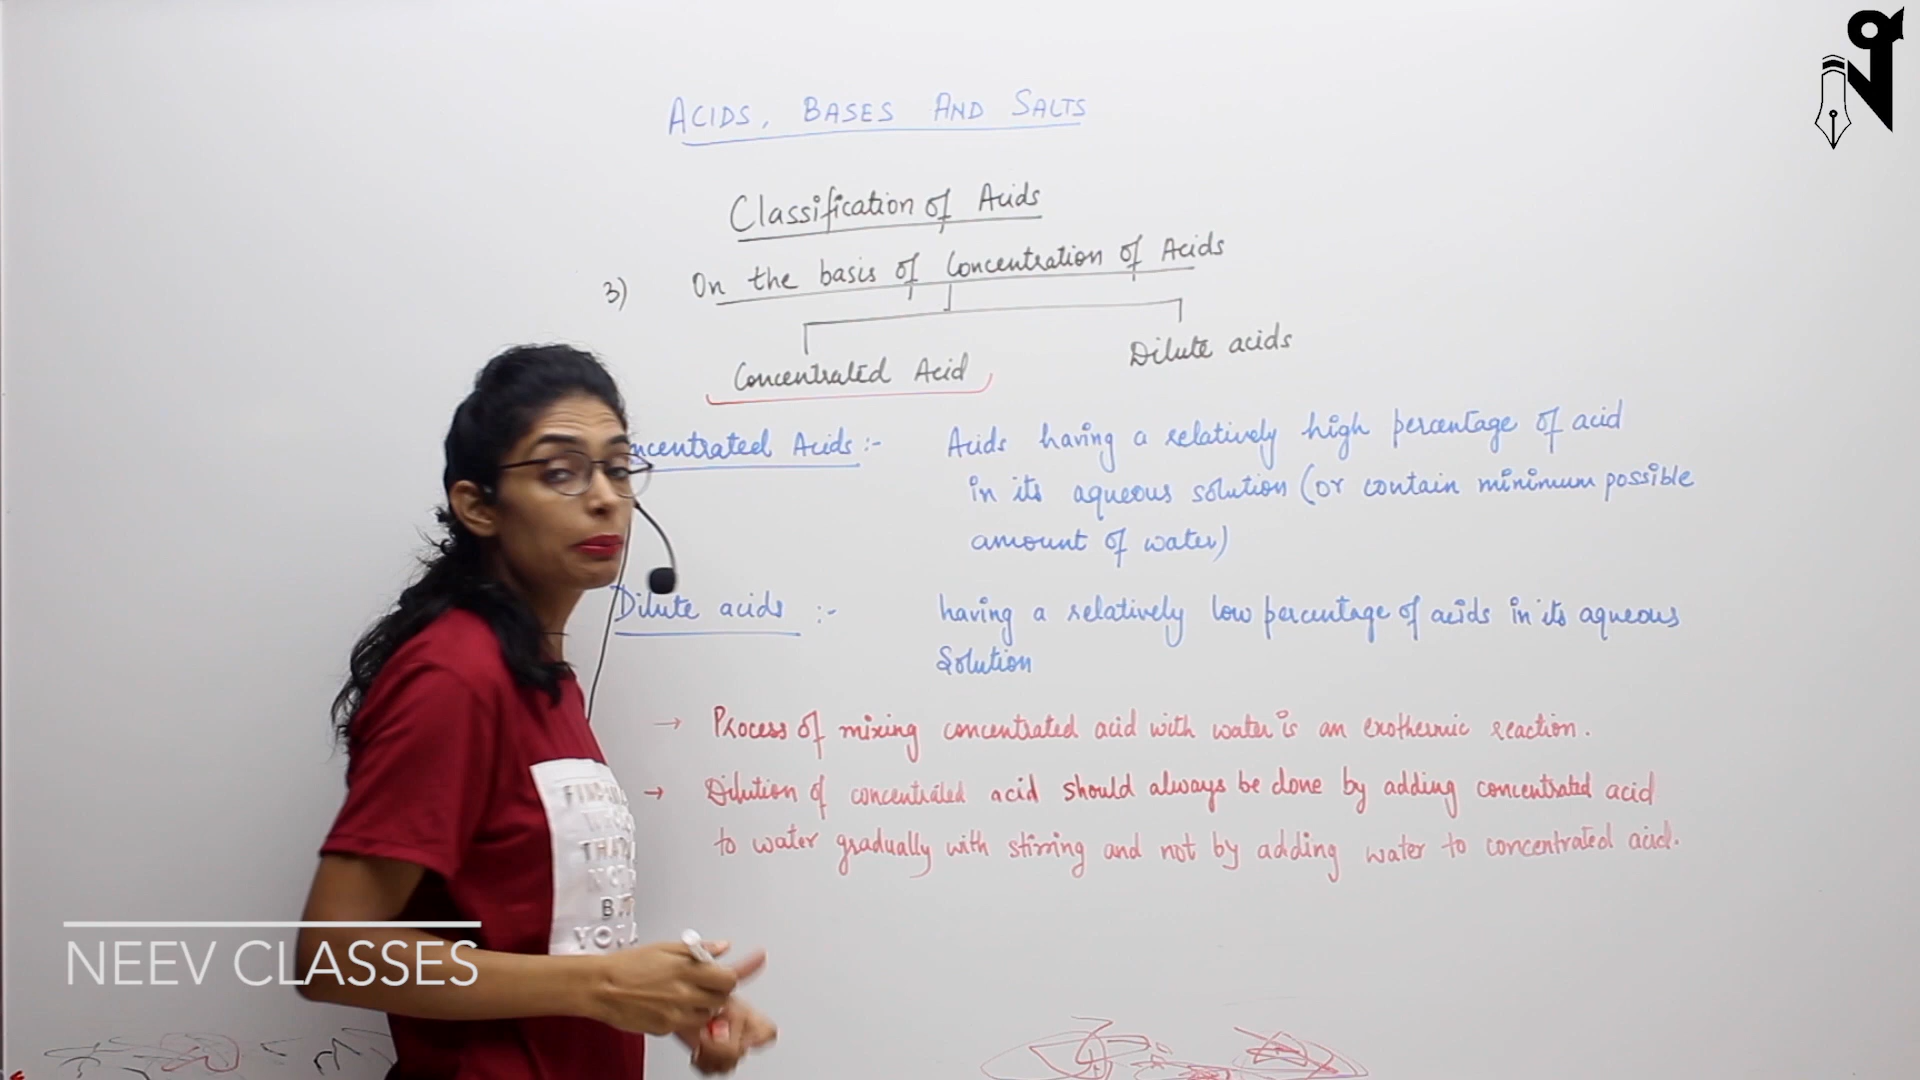 ACIDS, BASES AND SALTS
Classification of Acids
3) On the basis of Concentration of Acids
Concentrated Acid
Dilute acids
ncentrated Acids :- Acids having a relatively high percentage of acid
in its aqueous solution (or contain minimum possible
amount of water)
Dilute acids :- having a relatively low percentage of acids in its aqueous
Solution
→ Process of mixing concentrated acid with water is an exothermic reaction.
→ Dilution of concentrated acid should always be done by adding concentrated acid
to water gradually with stirring and not by adding water to concentrated acid.
NEEV CLASSES